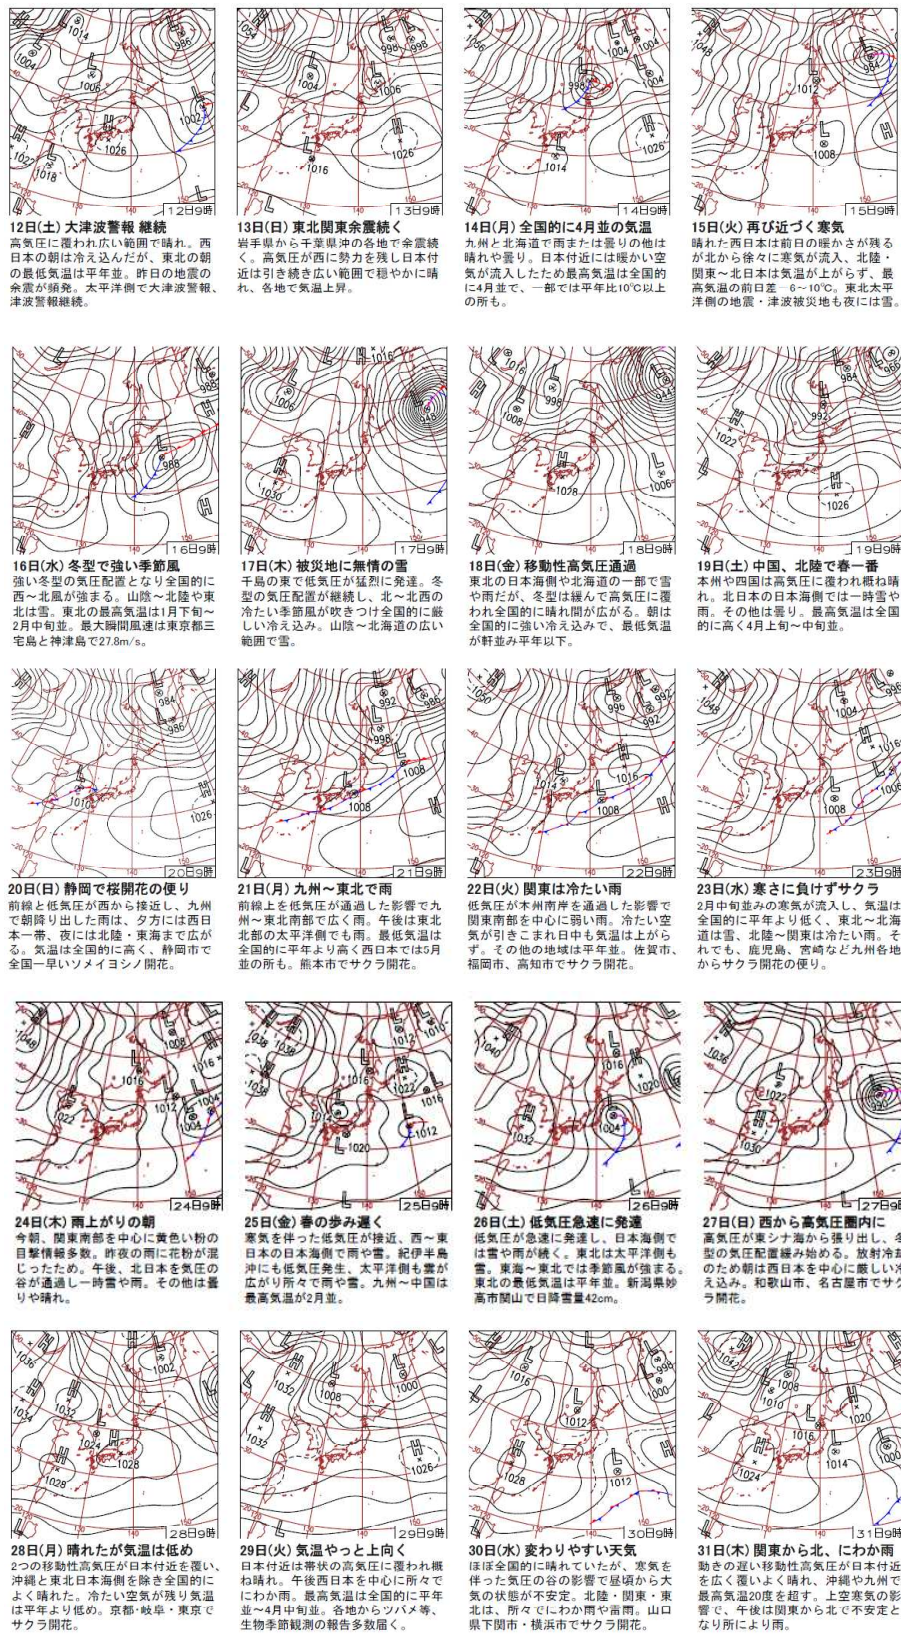 12日(土) 大津波警報 継続
高気圧に覆われ広い範囲で晴れ。西
日本の朝は冷え込んだが、東北の朝
の最低気温は平年並。昨日の地震の
余震が頻発。太平洋側で大津波警報、
津波警報継続。
13日(日) 東北関東余震続く
岩手県から千葉県沖の各地で余震続
く。高気圧が西に勢力を残し日本付
近は引き続き広い範囲で穏やかに晴
れ、各地で気温上昇。
14日(月) 全国的に4月並の気温
九州と北海道で雨または曇りの他は
晴れや曇り。日本付近には暖かい空
気が流入したため最高気温は全国的
に4月並で、一部では平年比10℃以上
の所も。
15日(火) 再び近づく寒気
晴れた西日本は前日の暖かさが残る
が北から徐々に寒気が流入、北陸・
関東～北日本は気温が上がらず、最
高気温の前日差－6～10℃。東北太平
洋側の地震・津波被災地も夜には雪。
16日(水) 冬型で強い季節風
強い冬型の気圧配置となり全国的に
西～北風が強まる。山陰～北陸や東
北は雪。東北の最高気温は1月下旬～
2月中旬並。最大瞬間風速は東京都三
宅島と神津島で27.8m/s。
17日(木) 被災地に無情の雪
千島の東で低気圧が猛烈に発達。冬
型の気圧配置が継続し、北～北西の
冷たい季節風が吹きつけ全国的に厳
しい冷え込み。山陰～北海道の広い
範囲で雪。
18日(金) 移動性高気圧通過
東北の日本海側や北海道の一部で雪
や雨だが、冬型は緩んで高気圧に覆
われ全国的に晴れ間が広がる。朝は
全国的に強い冷え込みで、最低気温
が軒並み平年以下。
19日(土) 中国、北陸で春一番
本州や四国は高気圧に覆われ概ね晴
れ。北日本の日本海側では一時雪や
雨。その他は曇り。最高気温は全国
的に高く4月上旬～中旬並。
20日(日) 静岡で桜開花の便り
前線と低気圧が西から接近し、九州
で朝降り出した雨は、夕方には西日
本一帯、夜には北陸・東海まで広が
る。気温は全国的に高く、静岡市で
全国一早いソメイヨシノ開花。
21日(月) 九州～東北で雨
前線上を低気圧が通過した影響で九
州～東北南部で広く雨。午後は東北
北部の太平洋側でも雨。最低気温は
全国的に平年より高く西日本では5月
並の所も。熊本市でサクラ開花。
22日(火) 関東は冷たい雨
低気圧が本州南岸を通過した影響で
関東南部を中心に弱い雨。冷たい空
気が引きこまれ日中も気温は上がら
ず。その他の地域は平年並。佐賀市、
福岡市、高知市でサクラ開花。
23日(水) 寒さに負けずサクラ
2月中旬並みの寒気が流入し、気温は
全国的に平年より低く、東北～北海
道は雪、北陸～関東は冷たい雨。そ
れでも、鹿児島、宮崎など九州各地
からサクラ開花の便り。
24日(木) 雨上がりの朝
今朝、関東南部を中心に黄色い粉の
目撃情報多数。昨夜の雨に花粉が混
じったため。午後、北日本を気圧の
谷が通過し一時雪や雨。その他は曇
りや晴れ。
25日(金) 春の歩み遅く
寒気を伴った低気圧が接近、西～東
日本の日本海側で雨や雪。紀伊半島
沖にも低気圧発生、太平洋側も雲が
広がり所々で雨や雪。九州～中国は
最高気温が2月並。
26日(土) 低気圧急速に発達
低気圧が急速に発達し、日本海側で
は雪や雨が続く。東北は太平洋側も
雪。東海～東北では季節風が強まる。
東北の最低気温は平年並。新潟県妙
高市関山で日降雪量42cm。
27日(日) 西から高気圧圏内に
高気圧が東シナ海から張り出し、冬
型の気圧配置緩み始める。放射冷却
のため朝は西日本を中心に厳しい冷
え込み。和歌山市、名古屋市でサク
ラ開花。
28日(月) 晴れたが気温は低め
2つの移動性高気圧が日本付近を覆い、
沖縄と東北日本海側を除き全国的に
よく晴れた。冷たい空気が残り気温
は平年より低め。京都・岐阜・東京で
サクラ開花。
29日(火) 気温やっと上向く
日本付近は帯状の高気圧に覆われ概
ね晴れ。午後西日本を中心に所々で
にわか雨。最高気温は全国的に平年
並～4月中旬並。各地からツバメ等、
生物季節観測の報告多数届く。
30日(水) 変わりやすい天気
ほぼ全国的に晴れていたが、寒気を
伴った気圧の谷の影響で昼頃から大
気の状態が不安定。北陸・関東・東
北は、所々でにわか雨や雷雨。山口
県下関市・横浜市でサクラ開花。
31日(木) 関東から北、にわか雨
動きの遅い移動性高気圧が日本付近
を広く覆いよく晴れ、沖縄や九州で
最高気温20度を超す。上空寒気の影
響で、午後は関東から北で不安定と
なり所により雨。